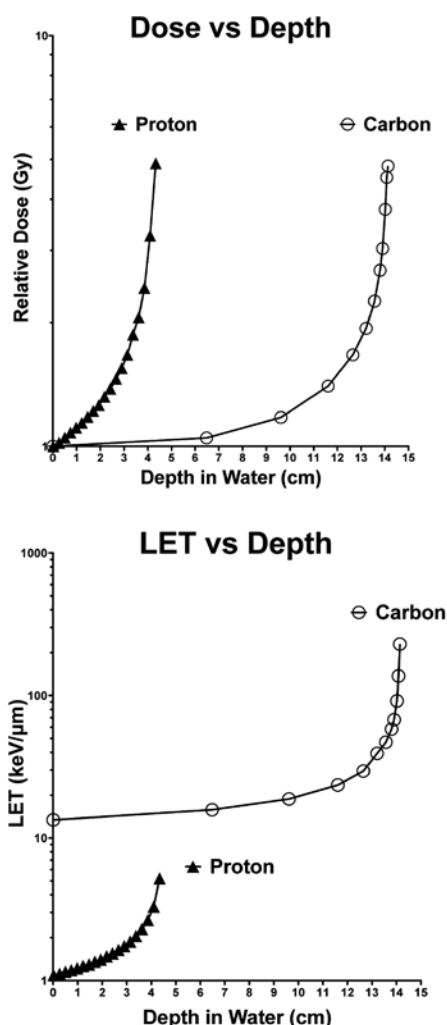 Dose vs Depth
10
Proton
Carbon
Relative Dose (Gy)
1
0 1 2 3 4 5 6 7 8 9 10 11 12 13 14 15
Depth in Water (cm)
LET vs Depth
1000
Carbon
100
LET (keV/µm)
10
Proton
1
0 1 2 3 4 5 6 7 8 9 10 11 12 13 14 15
Depth in Water (cm)